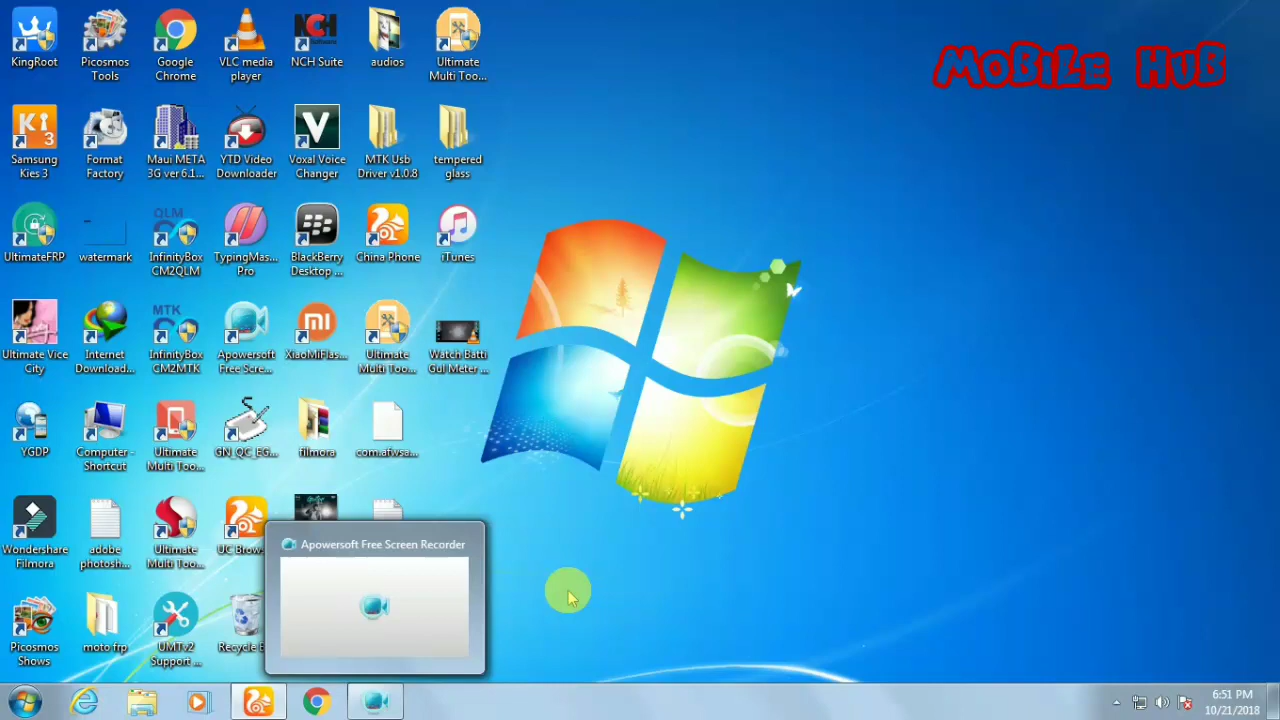 MOBILE HUB
KingRoot
Picosmos
Tools
Google
Chrome
VLC media
player
NCH
NCH Suite
audios
Ultimate
Multi Too...
Samsung
Kies 3
Format
Factory
Maui META
3G ver 6.1...
YTD Video
Downloader
Voxal Voice
Changer
MTK Usb
Driver v1.0.8
tempered
glass
UltimateFRP
watermark
QLM
InfinityBox
CM2QLM
TypingMas...
Pro
BlackBerry
Desktop ...
China Phone
iTunes
Ultimate Vice
City
Internet
Download...
MTK
InfinityBox
CM2MTK
Apowersoft
Free Scre...
XiaoMiFlas...
Ultimate
Multi Too...
Watch Batti
Gul Meter ...
YGDP
Computer -
Shortcut
Ultimate
Multi Too...
GN_QC_EG...
filmora
com.afwsa...
Wondershare
Filmora
adobe
photosh...
Ultimate
Multi Too...
UC Brow
Apowersoft Free Screen Recorder
Picosmos
Shows
moto frp
UMTv2
Support ...
Recycle B
6:51 PM
10/21/2018